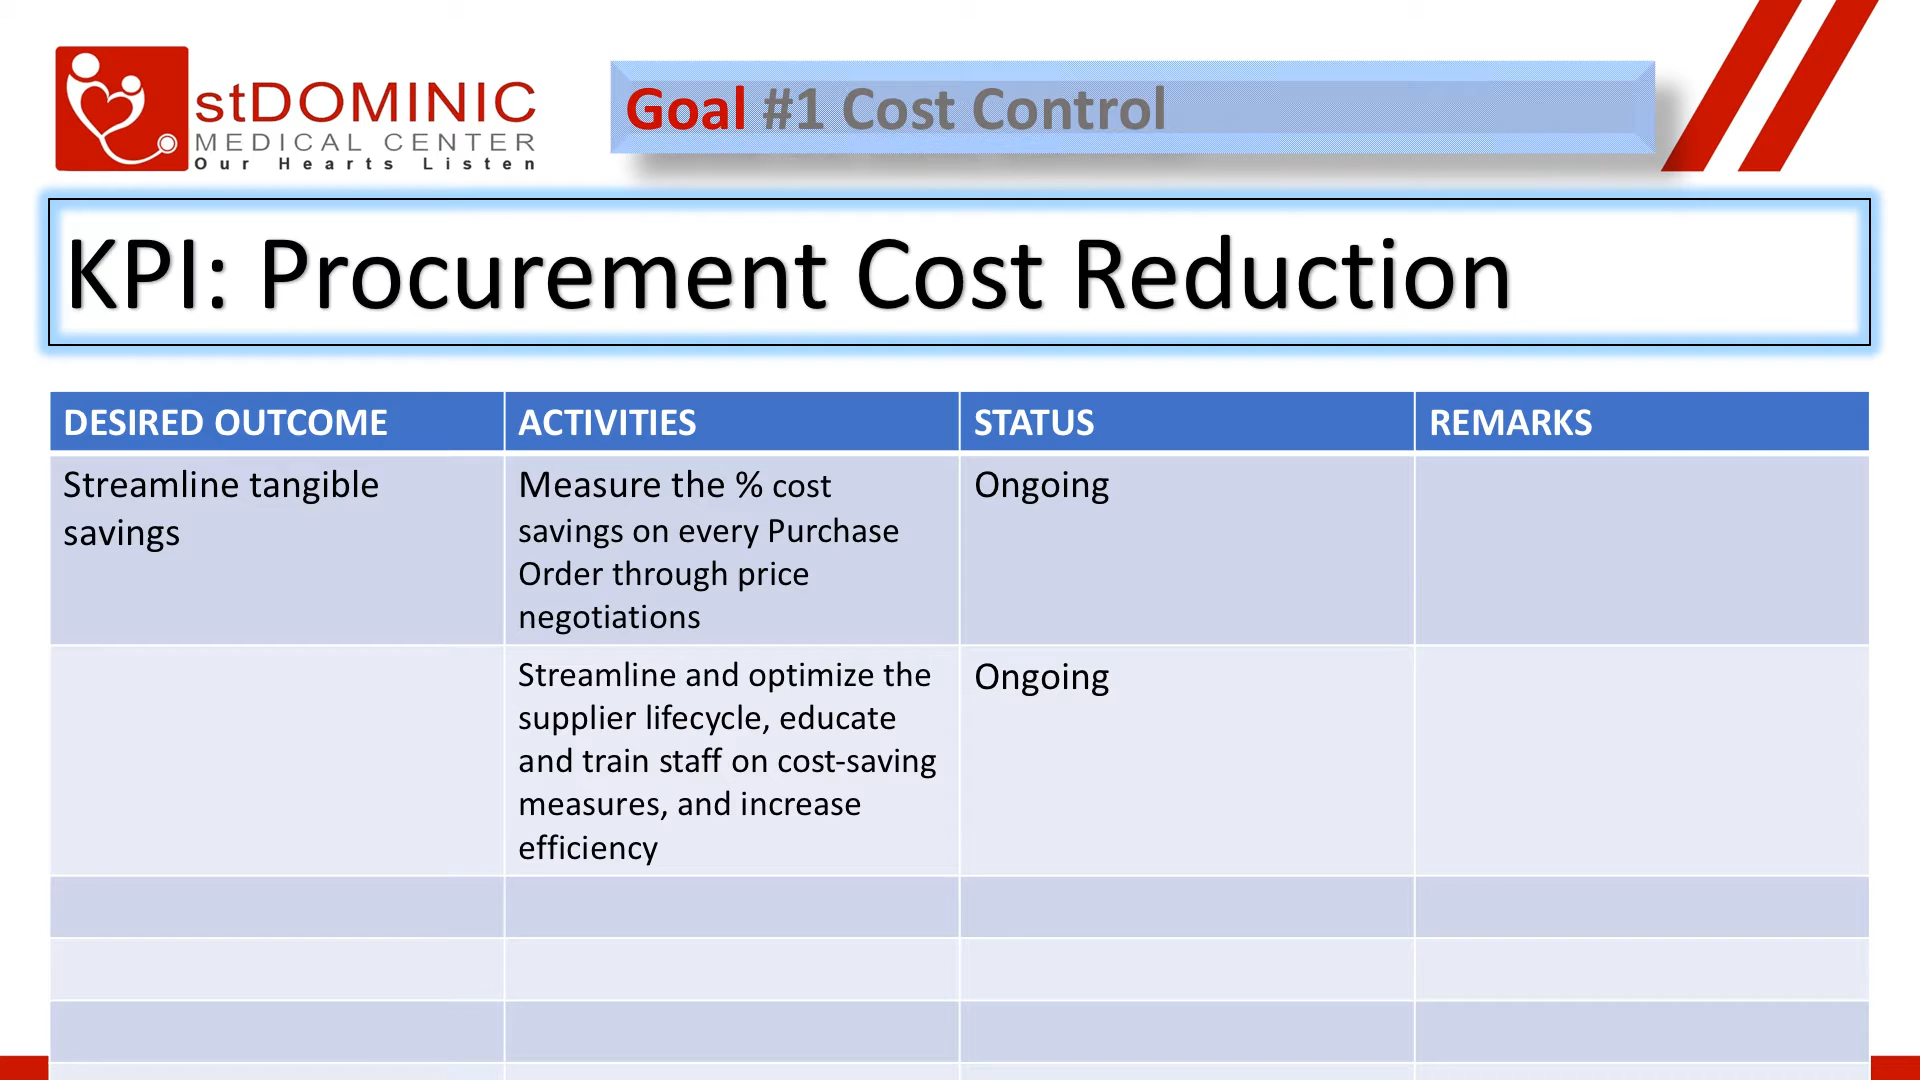 stDOMINIC
MEDICAL CENTER
Our Hearts Listen
Goal #1 Cost Control
KPI: Procurement Cost Reduction
DESIRED OUTCOME
ACTIVITIES
STATUS
REMARKS
Streamline tangible
savings
Measure the % cost
savings on every Purchase
Order through price
negotiations
Ongoing
Streamline and optimize the
supplier lifecycle, educate
and train staff on cost-saving
measures, and increase
efficiency
Ongoing